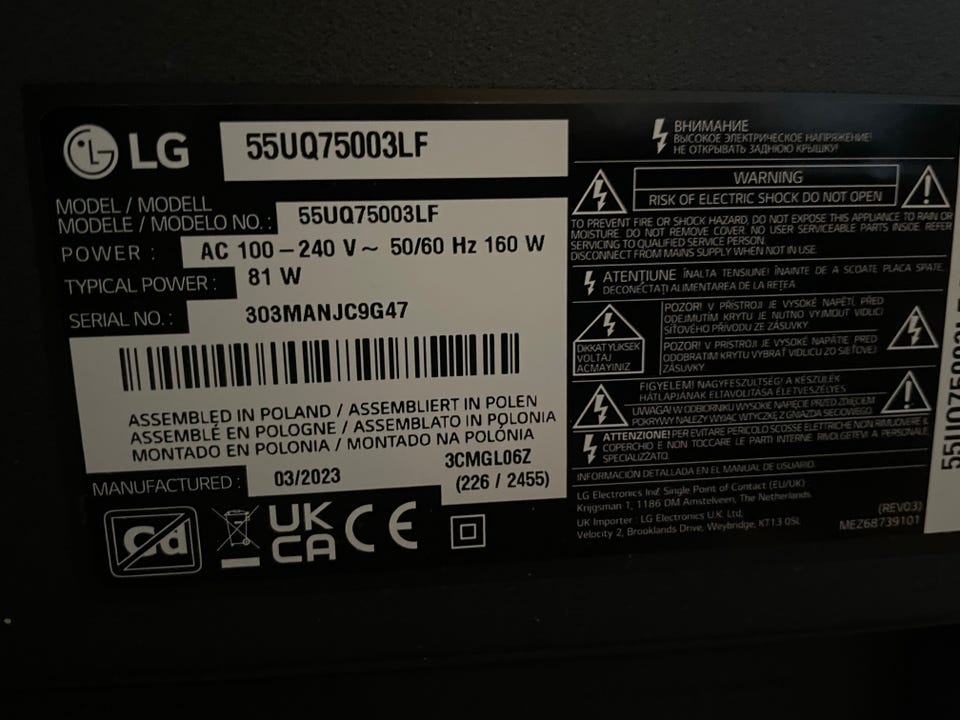 LG
55UQ75003LF
MODEL / MODELL
MODELE / MODELO NO. :
55UQ75003LF
POWER :
AC 100 – 240 V ~ 50/60 Hz 160 W
TYPICAL POWER :
81 W
SERIAL NO. :
303MANJC9G47
ASSEMBLED IN POLAND / ASSEMBLIERT IN POLEN
ASSEMBLÉ EN POLOGNE / ASSEMBLATO IN POLONIA
MONTADO EN POLONIA / MONTADO NA POLÓNIA
MANUFACTURED :
03/2023
3CMGL06Z
(226 / 2455)
Cd
UK
CA
CE
ВНИМАНИЕ
ВЫСОКОЕ ЭЛЕКТРИЧЕСКОЕ НАПРЯЖЕНИЕ!
НЕ ОТКРЫВАТЬ ЗАДНЮЮ КРЫШКУ!
WARNING
RISK OF ELECTRIC SHOCK DO NOT OPEN
TO PREVENT FIRE OR SHOCK HAZARD, DO NOT EXPOSE THIS APPLIANCE TO RAIN OR
MOISTURE. DO NOT REMOVE COVER. NO USER SERVICEABLE PARTS INSIDE. REFER
SERVICING TO QUALIFIED SERVICE PERSON.
DISCONNECT FROM MAINS SUPPLY WHEN NOT IN USE.
ATENŢIUNE ÎNALTA TENSIUNE! ÎNAINTE DE A SCOATE PLACA SPATE,
DECONECTAŢI ALIMENTAREA DE LA REŢEA
DIKKAT YUKSEK
VOLTAJ
ACMAYINIZ
POZOR! V PŘÍSTROJI JE VYSOKÉ NAPĚTÍ, PŘED
ODEJMUTÍM KRYTU JE NUTNO VYJMOUT VIDLICI
SÍŤOVÉHO PŘÍVODU ZE ZÁSUVKY.
POZOR! V PRISTROJI JE VYSOKÉ NAPÄTIE PRED
ODOBRATIM KRYTU VYBRAŤ VIDLICU ZO SIEŤOVEJ
ZÁSUVKY
FIGYELEM! NAGYFESZÜLTSÉG! A KÉSZÜLÉK
HÁTLAPJÁNAK ELTÁVOLÍTÁSA ÉLETVESZÉLYES
UWAGA! W ODBIORNIKU WYSOKIE NAPIĘCIE PRZED ZDJĘCIEM
POKRYWY NALEŻY WYJĄĆ WTYCZKĘ Z GNIAZDA SIECIOWEGO
ATTENZIONE! PER EVITARE PERICOLO SCOSSE ELETTRICHE NON RIMUOVERE IL
COPERCHIO E NON TOCCARE LE PARTI INTERNE. RIVOLGETEVI A PERSONALE
SPECIALIZZATO.
INFORMACIÓN DETALLADA EN EL MANUAL DE USUARIO.
LG Electronics Inc. Single Point of Contact (EU/UK) :
Krijgsman 1, 1186 DM Amstelveen, The Netherlands
UK Importer : LG Electronics U.K. Ltd,
Velocity 2, Brooklands Drive, Weybridge, KT13 0SL
(REV03)
MEZ68739101